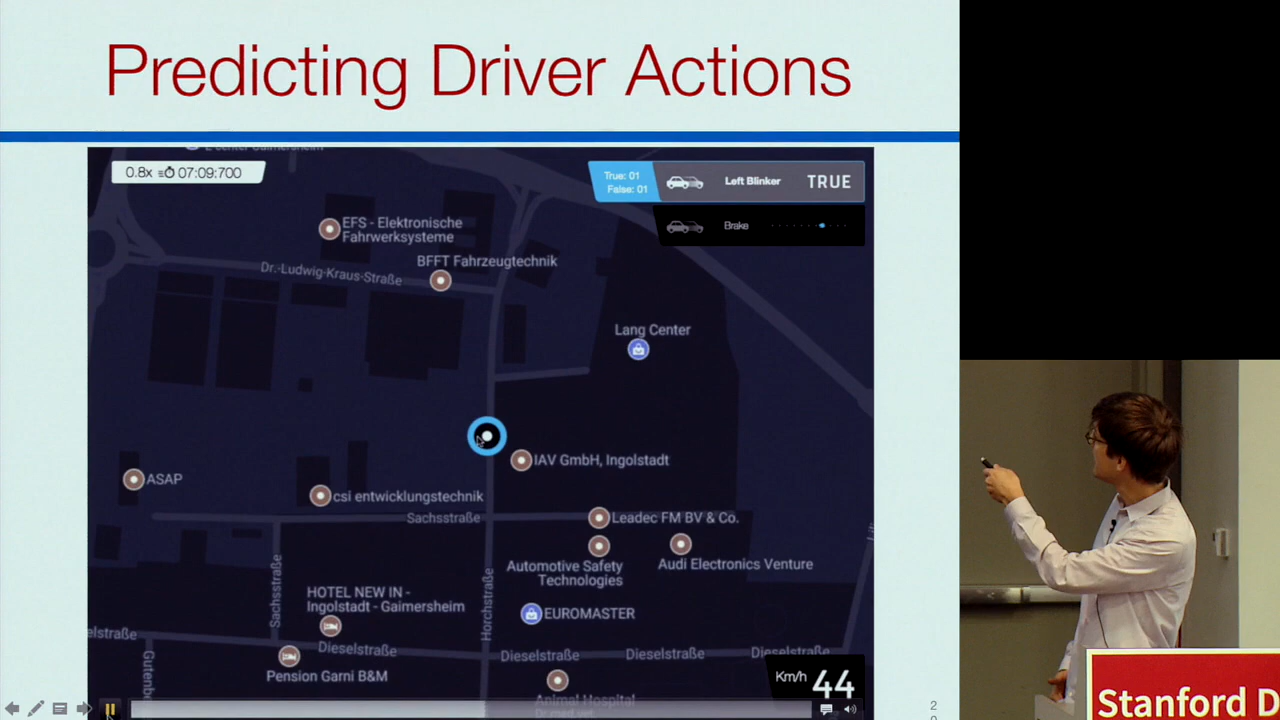 Predicting Driver Actions
0.8x 07:09:700
True: 01
False: 01
Left Blinker TRUE
Brake
EFS - Elektronische
Fahrwerksysteme
BFFT Fahrzeugtechnik
Dr.-Ludwig-Kraus-Straße
Lang Center
IAV GmbH, Ingolstadt
ASAP
csi entwicklungstechnik
Sachsstraße
Leadec FM BV & Co.
Automotive Safety
Technologies
Audi Electronics Venture
Sachsstraße
Horchstraße
HOTEL NEW IN -
Ingolstadt - Gaimersheim
EUROMASTER
elstraße
Dieselstraße
Dieselstraße
Dieselstraße
Dieselstraße
Gutenb
Pension Garni B&M
Animal Hospital
Km/h 44
Stanford D